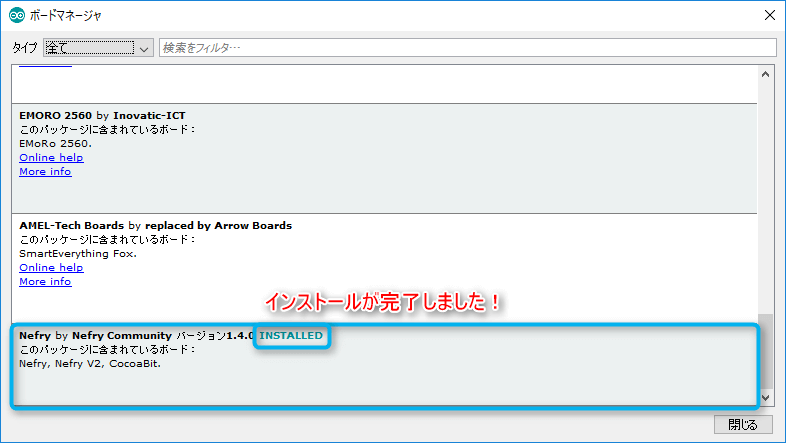 ボードマネージャ
タイプ 全て 検索をフィルタ…
EMORO 2560 by Inovatic-ICT
このパッケージに含まれているボード：
EMoRo 2560.
Online help
More info
AMEL-Tech Boards by replaced by Arrow Boards
このパッケージに含まれているボード：
SmartEverything Fox.
Online help
More info
インストールが完了しました！
Nefry by Nefry Community バージョン1.4.0 INSTALLED
このパッケージに含まれているボード：
Nefry, Nefry V2, CocoaBit.
閉じる